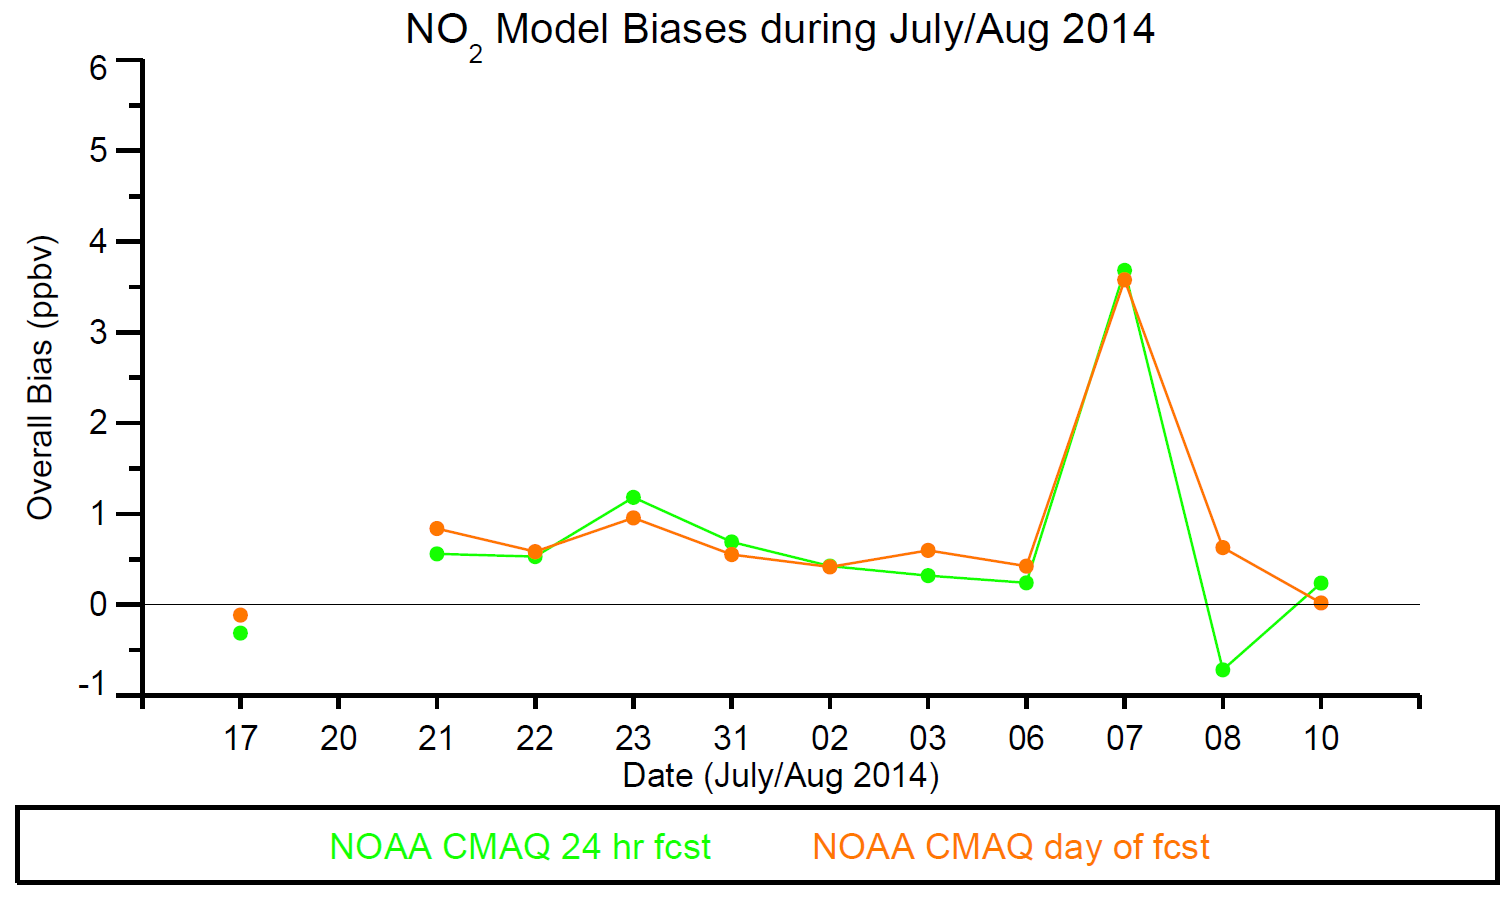 NO2 Model Biases during July/Aug 2014
Overall Bias (ppbv)
6
5
4
3
2
1
0
-1
17 20 21 22 23 31 02 03 06 07 08 10
Date (July/Aug 2014)
NOAA CMAQ 24 hr fcst NOAA CMAQ day of fcst